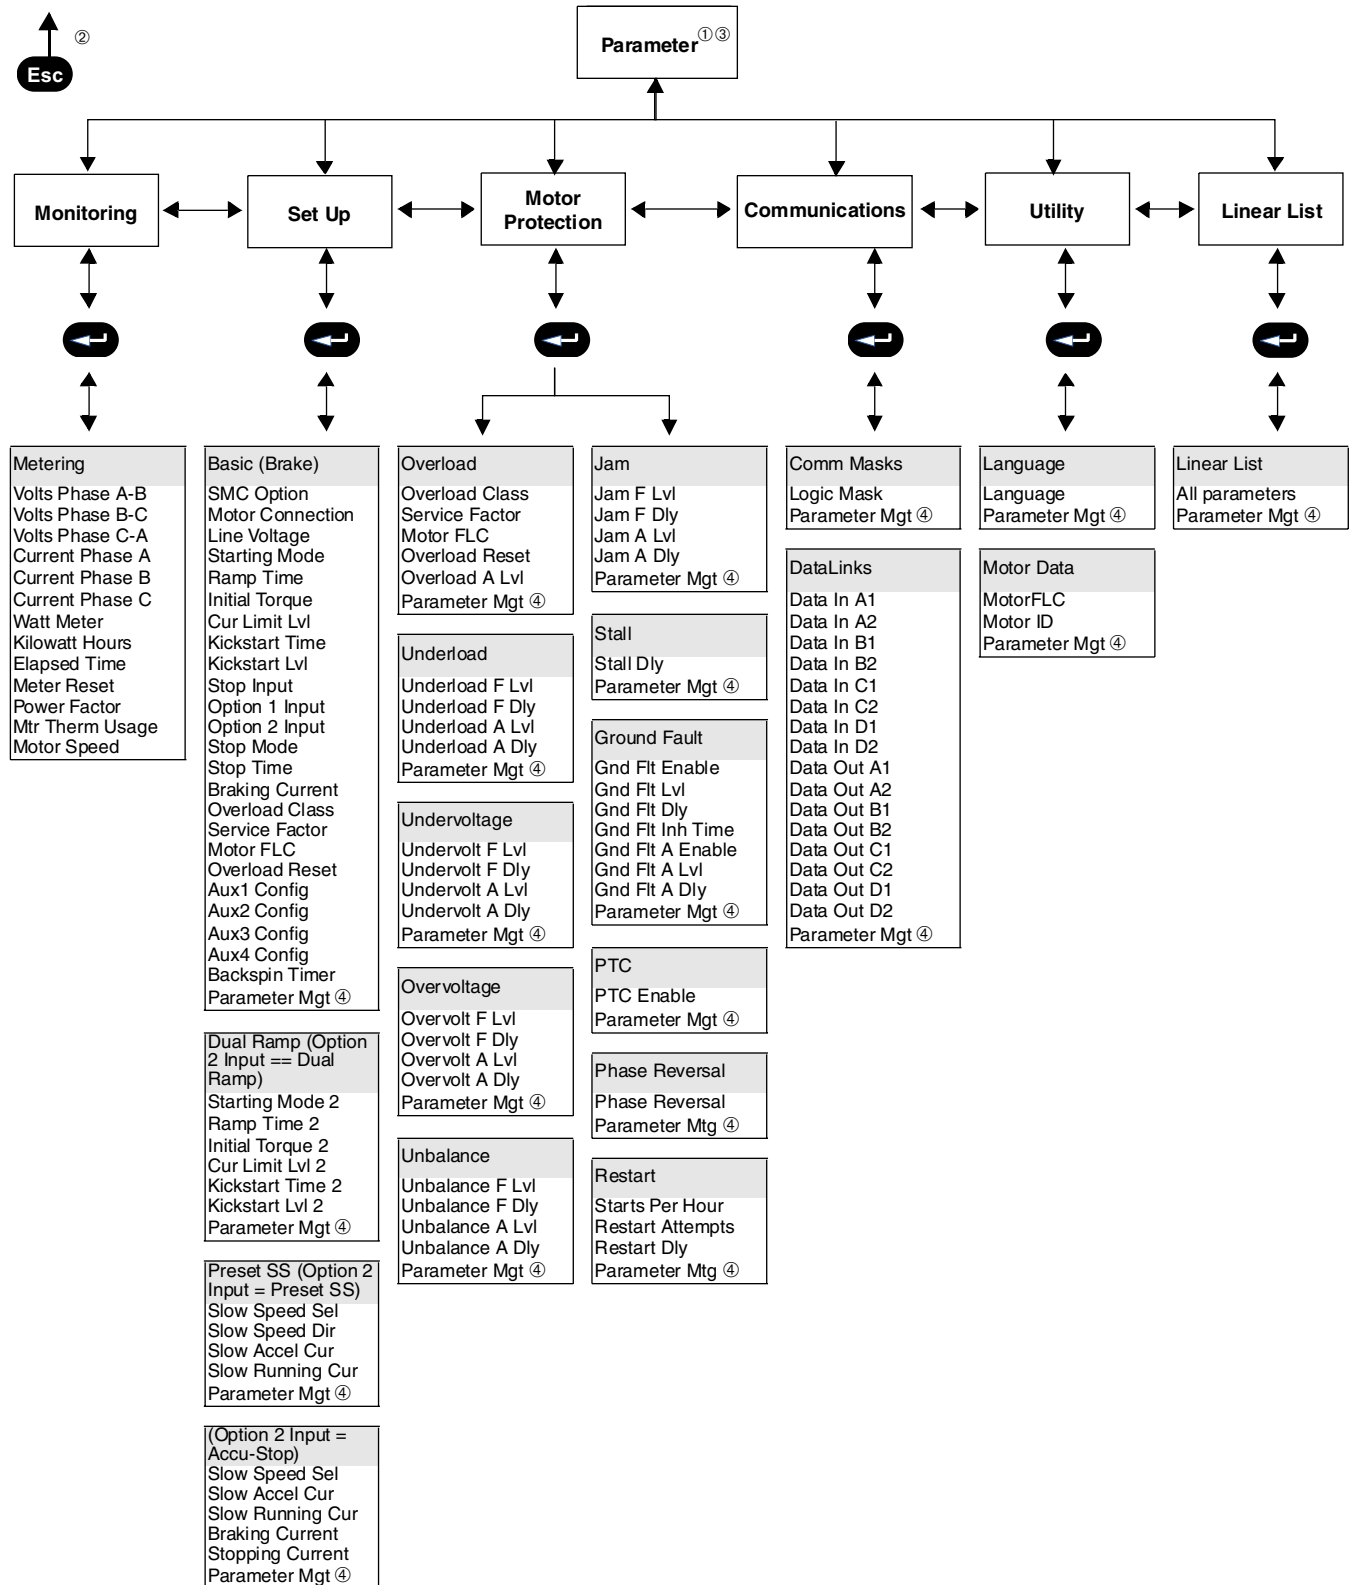 ②
Esc
Parameter①③
Monitoring
Set Up
Motor
Protection
Communications
Utility
Linear List
Metering
Volts Phase A-B
Volts Phase B-C
Volts Phase C-A
Current Phase A
Current Phase B
Current Phase C
Watt Meter
Kilowatt Hours
Elapsed Time
Meter Reset
Power Factor
Mtr Therm Usage
Motor Speed
Basic (Brake)
SMC Option
Motor Connection
Line Voltage
Starting Mode
Ramp Time
Initial Torque
Cur Limit Lvl
Kickstart Time
Kickstart Lvl
Stop Input
Option 1 Input
Option 2 Input
Stop Mode
Stop Time
Braking Current
Overload Class
Service Factor
Motor FLC
Overload Reset
Aux1 Config
Aux2 Config
Aux3 Config
Aux4 Config
Backspin Timer
Parameter Mgt ④
Dual Ramp (Option
2 Input == Dual
Ramp)
Starting Mode 2
Ramp Time 2
Initial Torque 2
Cur Limit Lvl 2
Kickstart Time 2
Kickstart Lvl 2
Parameter Mgt ④
Preset SS (Option 2
Input = Preset SS)
Slow Speed Sel
Slow Speed Dir
Slow Accel Cur
Slow Running Cur
Parameter Mgt ④
(Option 2 Input =
Accu-Stop)
Slow Speed Sel
Slow Accel Cur
Slow Running Cur
Braking Current
Stopping Current
Parameter Mgt ④
Overload
Overload Class
Service Factor
Motor FLC
Overload Reset
Overload A Lvl
Parameter Mgt ④
Underload
Underload F Lvl
Underload F Dly
Underload A Lvl
Underload A Dly
Parameter Mgt ④
Undervoltage
Undervolt F Lvl
Undervolt F Dly
Undervolt A Lvl
Undervolt A Dly
Parameter Mgt ④
Overvoltage
Overvolt F Lvl
Overvolt F Dly
Overvolt A Lvl
Overvolt A Dly
Parameter Mgt ④
Unbalance
Unbalance F Lvl
Unbalance F Dly
Unbalance A Lvl
Unbalance A Dly
Parameter Mgt ④
Jam
Jam F Lvl
Jam F Dly
Jam A Lvl
Jam A Dly
Parameter Mgt ④
Stall
Stall Dly
Parameter Mgt ④
Ground Fault
Gnd Flt Enable
Gnd Flt Lvl
Gnd Flt Dly
Gnd Flt Inh Time
Gnd Flt A Enable
Gnd Flt A Lvl
Gnd Flt A Dly
Parameter Mgt ④
PTC
PTC Enable
Parameter Mgt ④
Phase Reversal
Phase Reversal
Parameter Mtg ④
Restart
Starts Per Hour
Restart Attempts
Restart Dly
Parameter Mtg ④
Comm Masks
Logic Mask
Parameter Mgt ④
DataLinks
Data In A1
Data In A2
Data In B1
Data In B2
Data In C1
Data In C2
Data In D1
Data In D2
Data Out A1
Data Out A2
Data Out B1
Data Out B2
Data Out C1
Data Out C2
Data Out D1
Data Out D2
Parameter Mgt ④
Language
Language
Parameter Mgt ④
Motor Data
MotorFLC
Motor ID
Parameter Mgt ④
Linear List
All parameters
Parameter Mgt ④